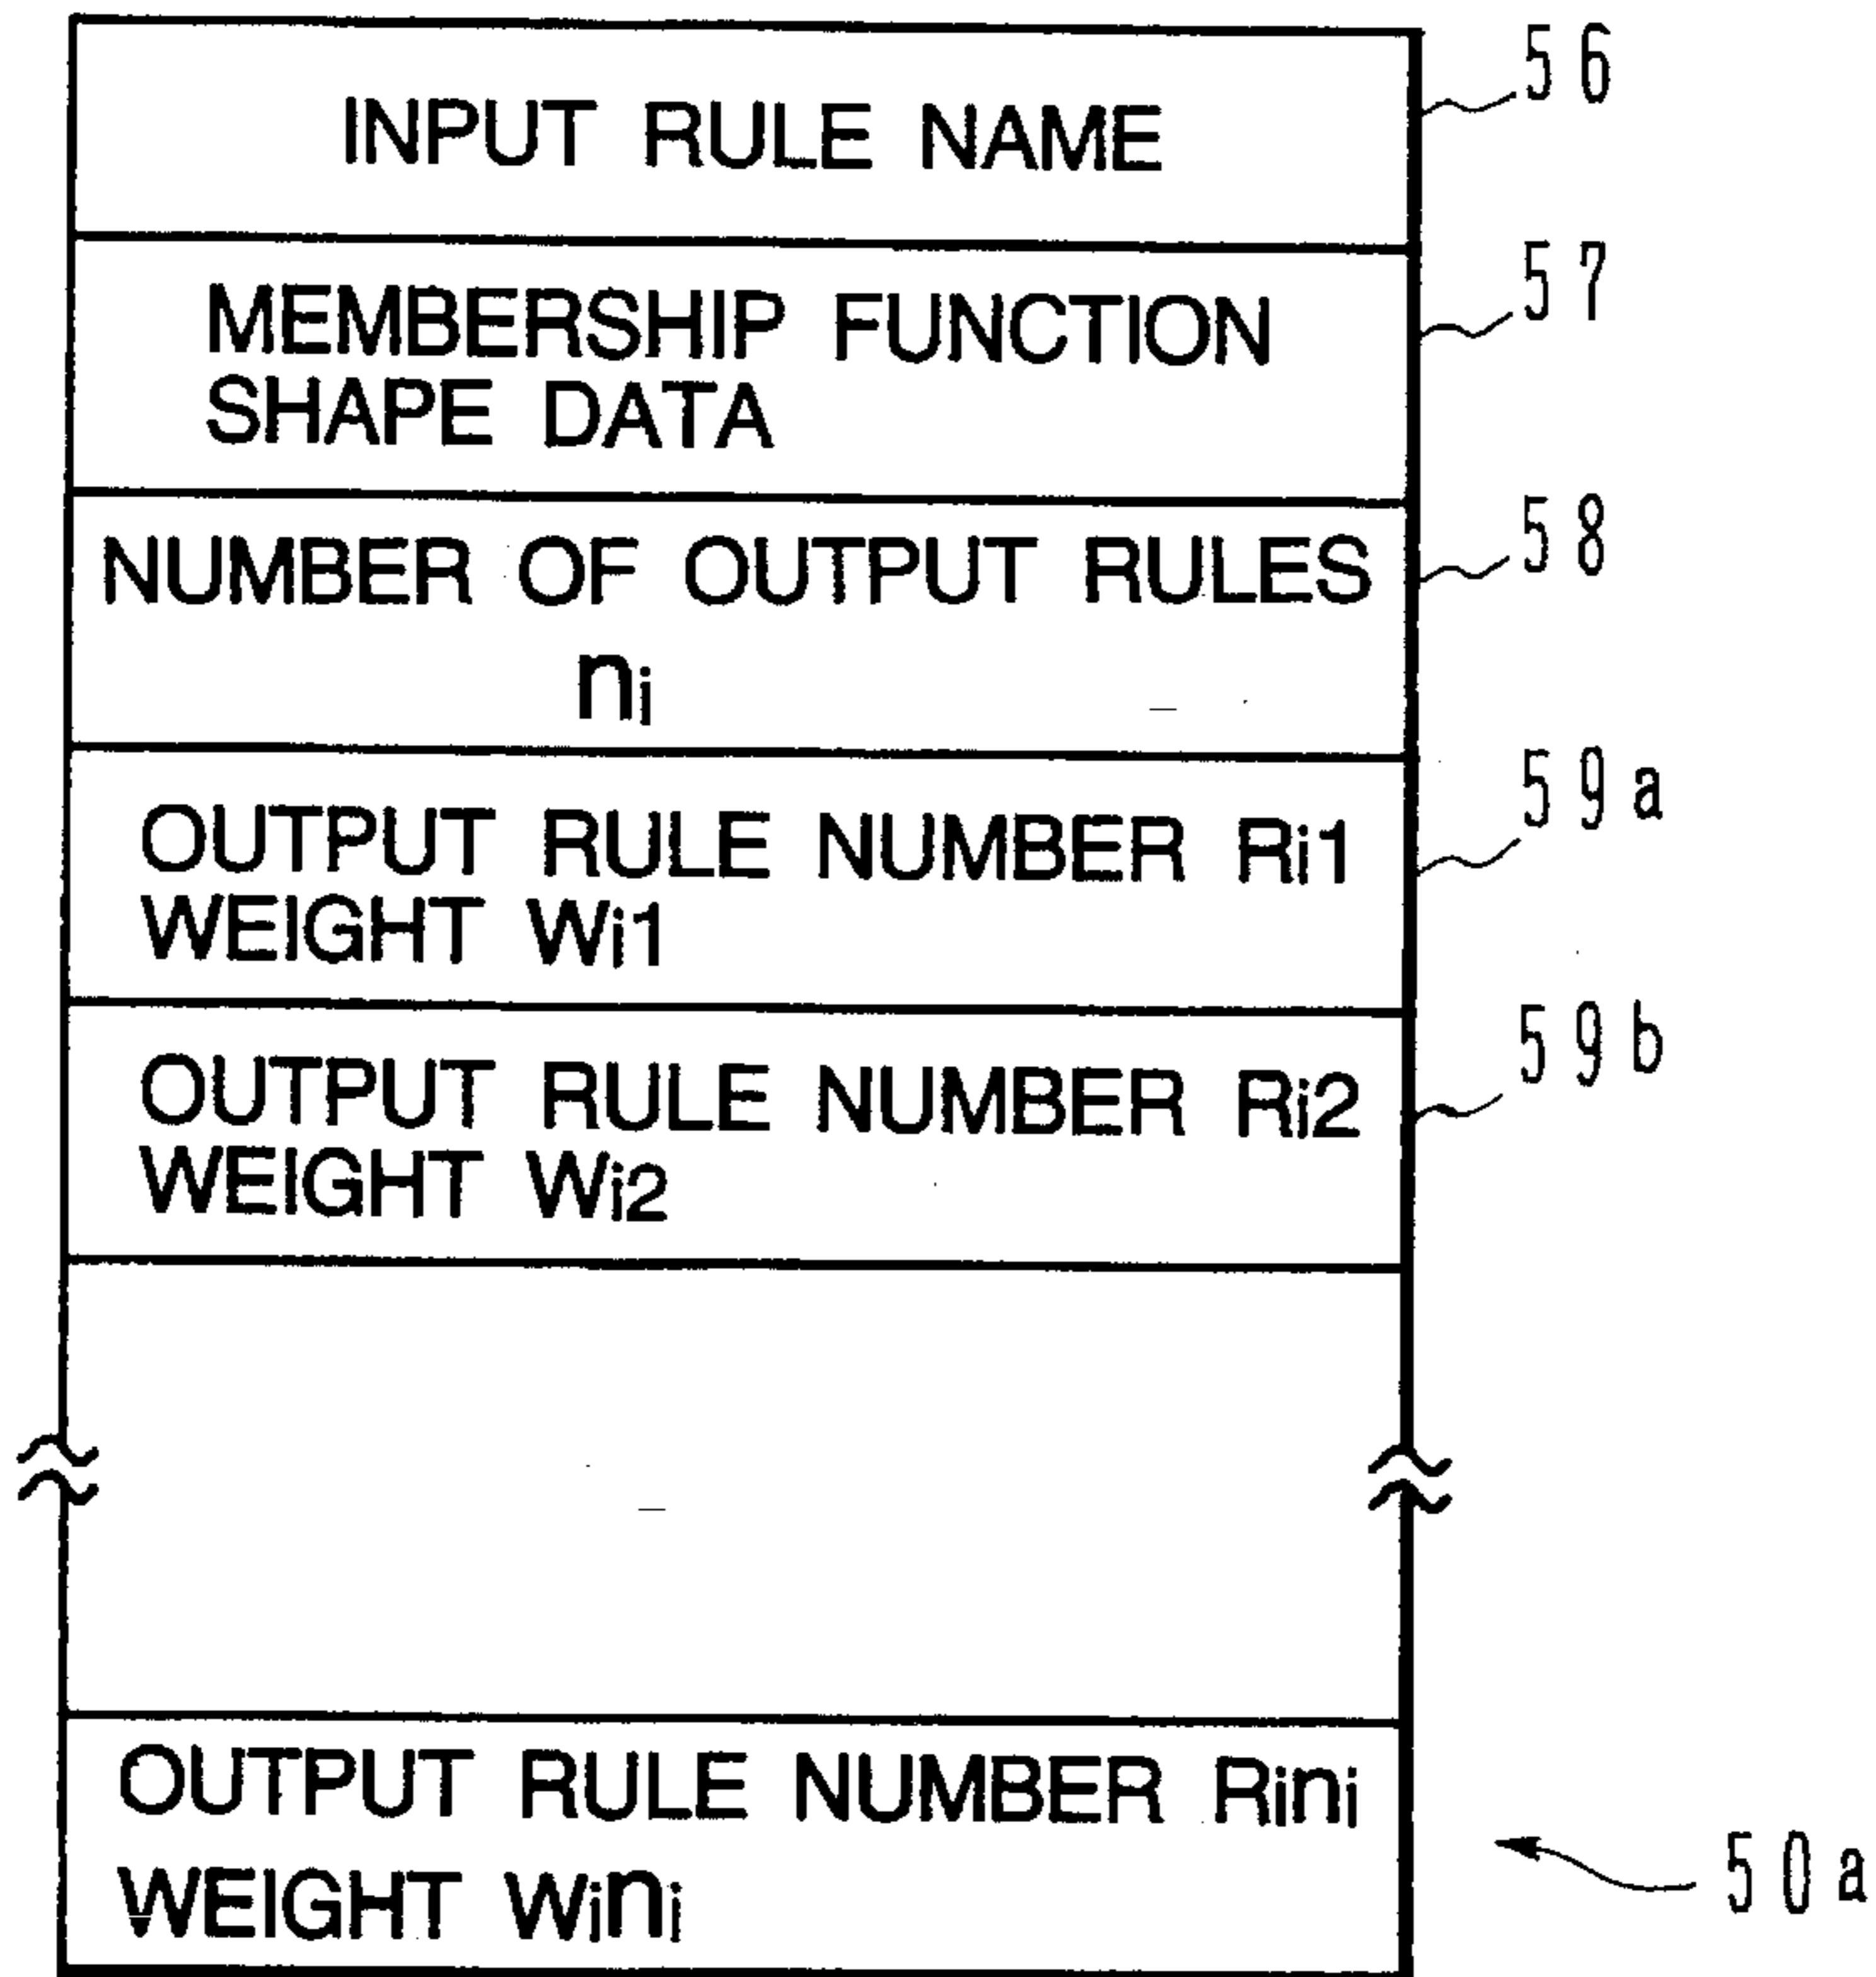 INPUT RULE NAME
56
MEMBERSHIP FUNCTION
SHAPE DATA
57
NUMBER OF OUTPUT RULES
ni
58
OUTPUT RULE NUMBER Ri1
WEIGHT Wi1
59a
OUTPUT RULE NUMBER Ri2
WEIGHT Wi2
59b
OUTPUT RULE NUMBER Rini
WEIGHT Wini
50a